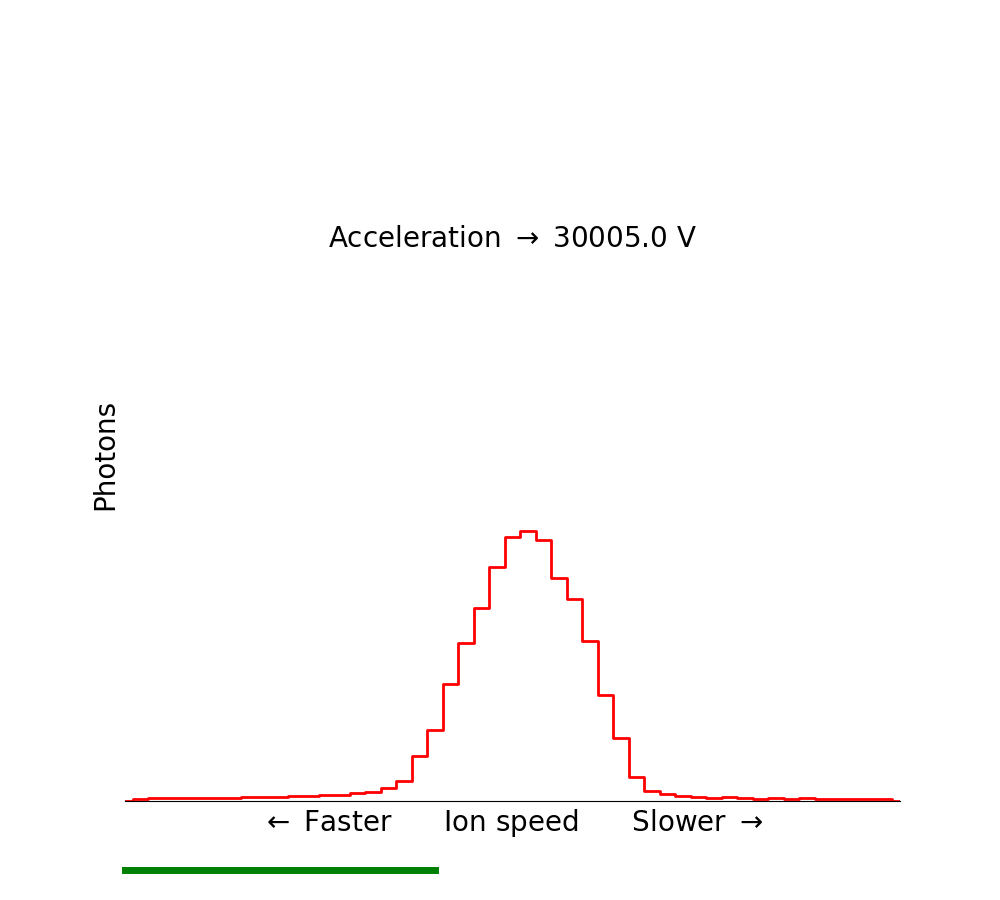 Acceleration → 30005.0 V
Photons
← Faster Ion speed Slower →